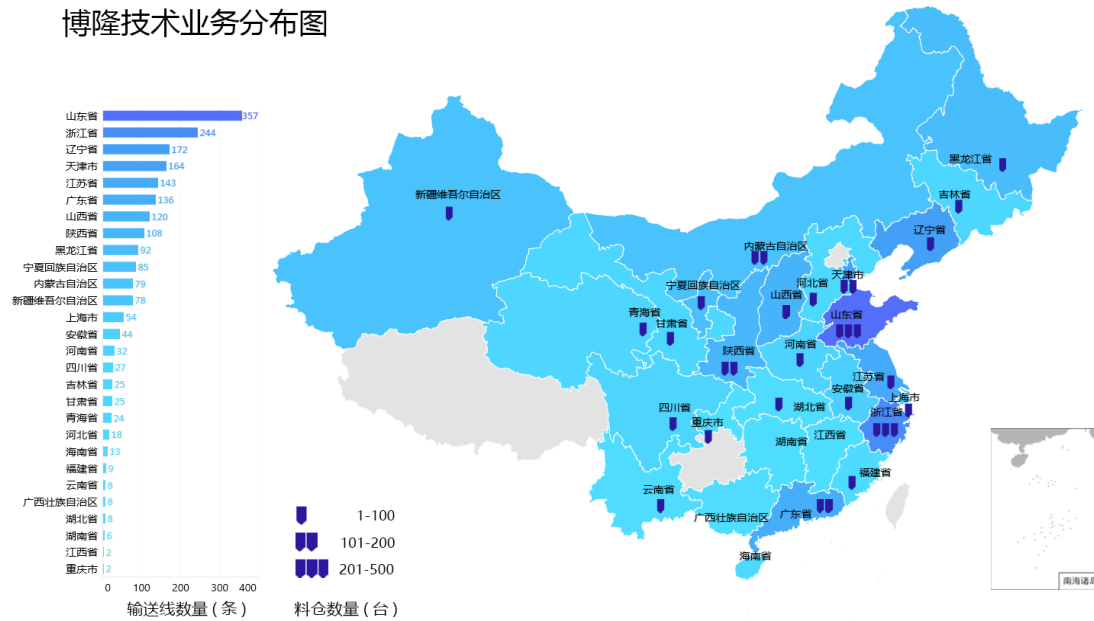 博隆技术业务分布图
山东省 357
浙江省 244
辽宁省 172
天津市 164
江苏省 143
广东省 136
山西省 120
陕西省 108
黑龙江省 92
宁夏回族自治区 85
内蒙古自治区 79
新疆维吾尔自治区 78
上海市 54
安徽省 44
河南省 32
四川省 27
吉林省 25
甘肃省 25
青海省 24
河北省 18
海南省 13
福建省 9
云南省 8
广西壮族自治区 8
湖北省 8
湖南省 6
江西省 2
重庆市 2
0 100 200 300 400
输送线数量 ( 条 )
1-100
101-200
201-500
料仓数量 ( 台 )
黑龙江省
吉林省
新疆维吾尔自治区
辽宁省
内蒙古自治区
天津市
河北省
宁夏回族自治区
山西省
青海省
甘肃省
山东省
陕西省
河南省
江苏省
安徽省
上海市
四川省
湖北省
浙江省
重庆市
湖南省
江西省
福建省
云南省
广西壮族自治区
广东省
海南省
南海诸岛